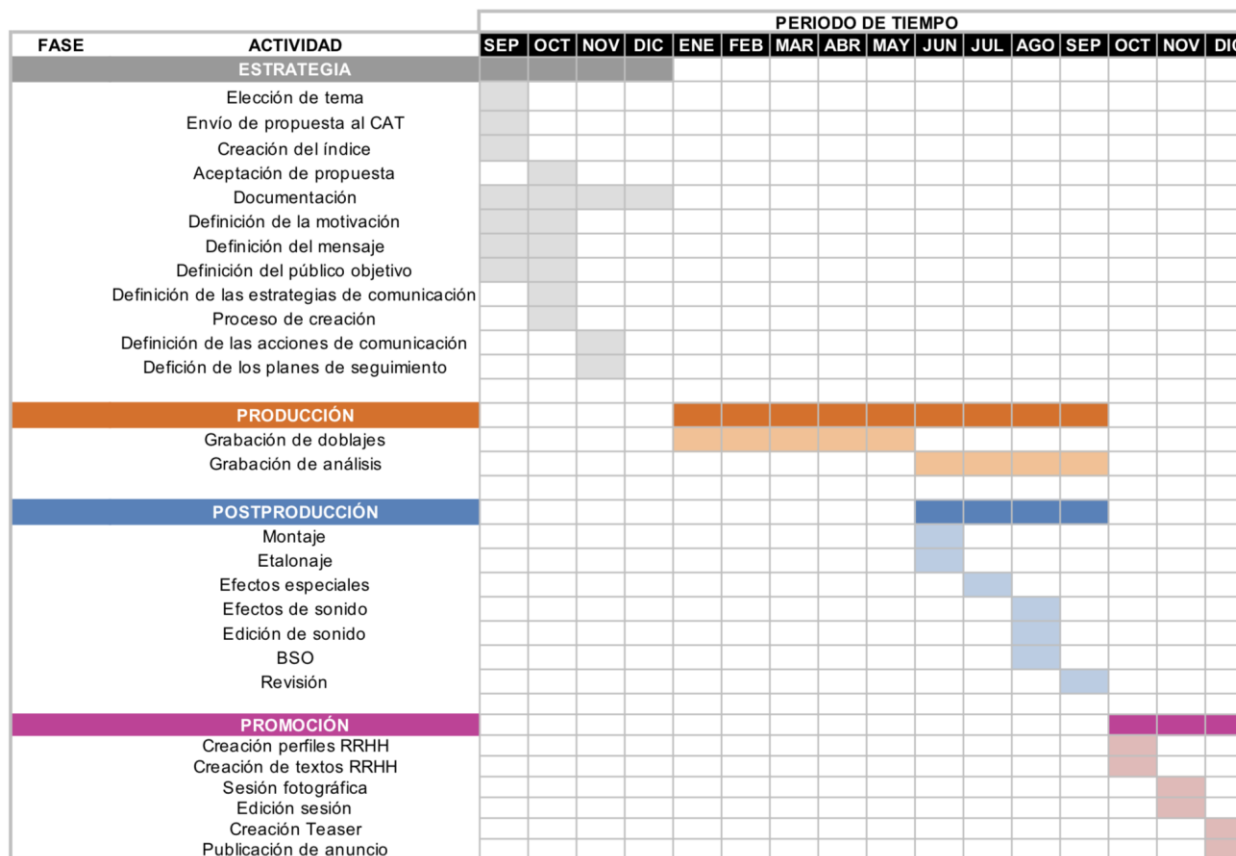 PERIODO DE TIEMPO
FASE ACTIVIDAD SEP OCT NOV DIC ENE FEB MAR ABR MAY JUN JUL AGO SEP OCT NOV DIC
ESTRATEGIA
Elección de tema
Envío de propuesta al CAT
Creación del índice
Aceptación de propuesta
Documentación
Definición de la motivación
Definición del mensaje
Definición del público objetivo
Definición de las estrategias de comunicación
Proceso de creación
Definición de las acciones de comunicación
Defición de los planes de seguimiento
PRODUCCIÓN
Grabación de doblajes
Grabación de análisis
POSTPRODUCCIÓN
Montaje
Etalonaje
Efectos especiales
Efectos de sonido
Edición de sonido
BSO
Revisión
PROMOCIÓN
Creación perfiles RRHH
Creación de textos RRHH
Sesión fotográfica
Edición sesión
Creación Teaser
Publicación de anuncio